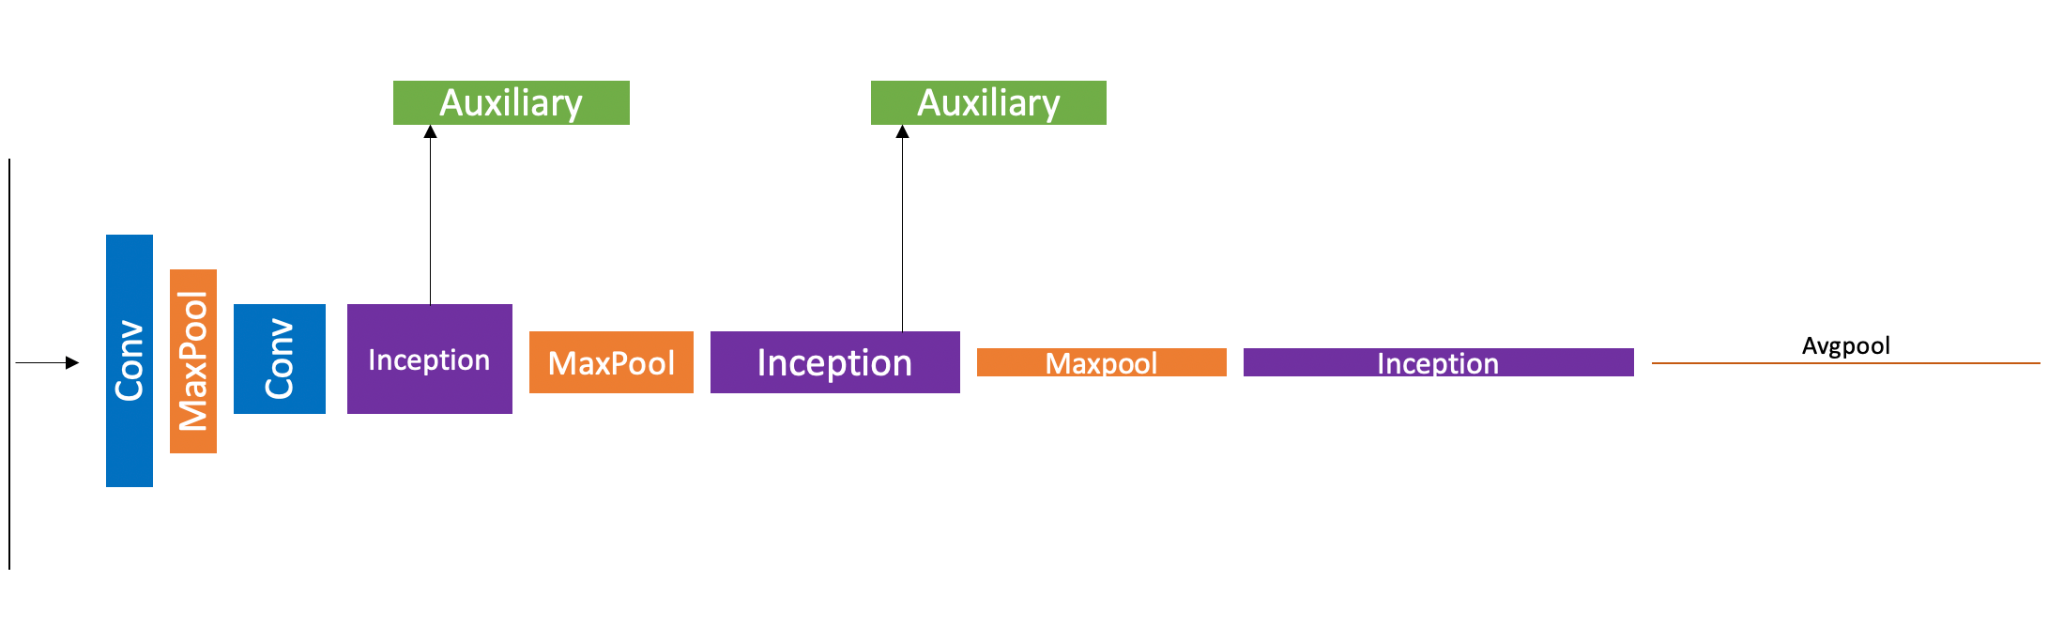 Auxiliary
Auxiliary
Conv
MaxPool
Conv
Inception
MaxPool
Inception
Maxpool
Inception
Avgpool